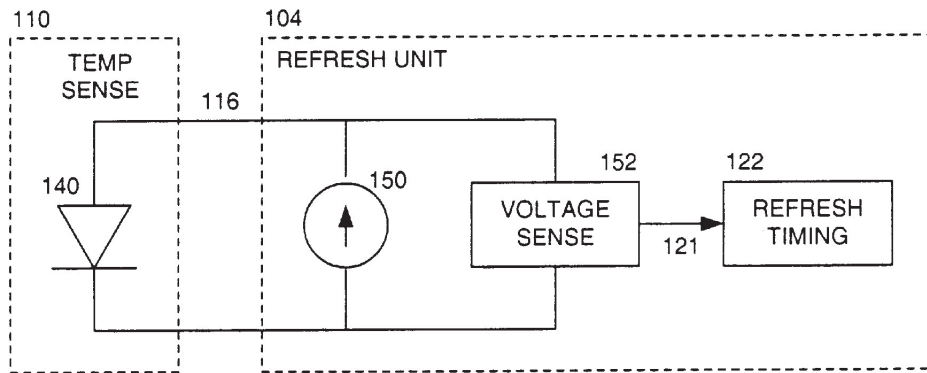 110
104
TEMP
SENSE
REFRESH UNIT
116
140
150
152
122
VOLTAGE
SENSE
121
REFRESH
TIMING